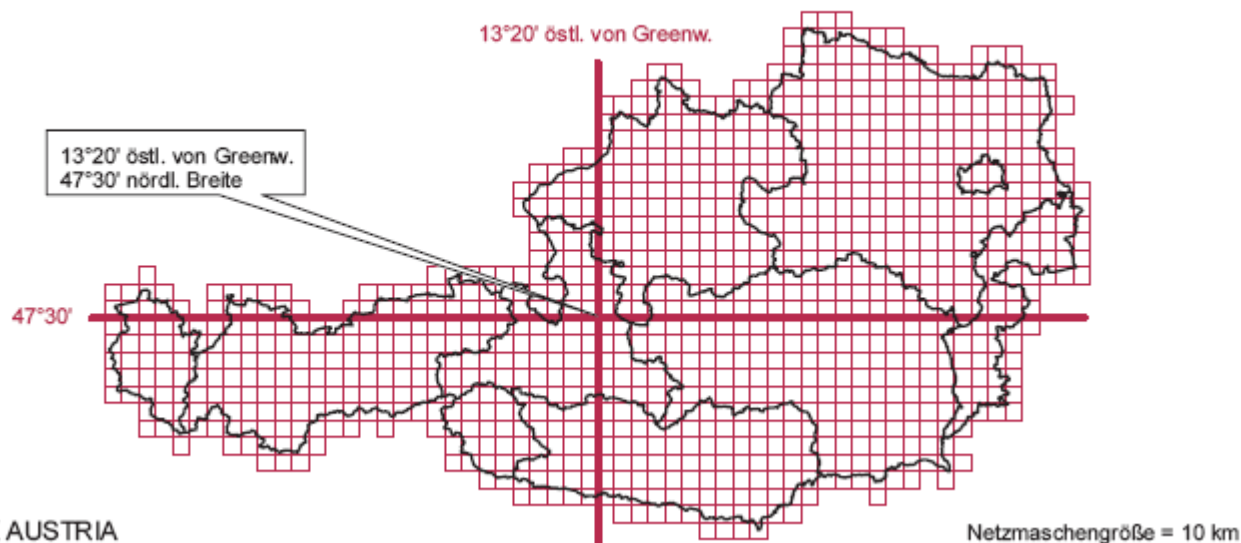 13°20' östl. von Greenw.
13°20' östl. von Greenw.
47°30' nördl. Breite
47°30'
AUSTRIA
Netzmaschengröße = 10 km